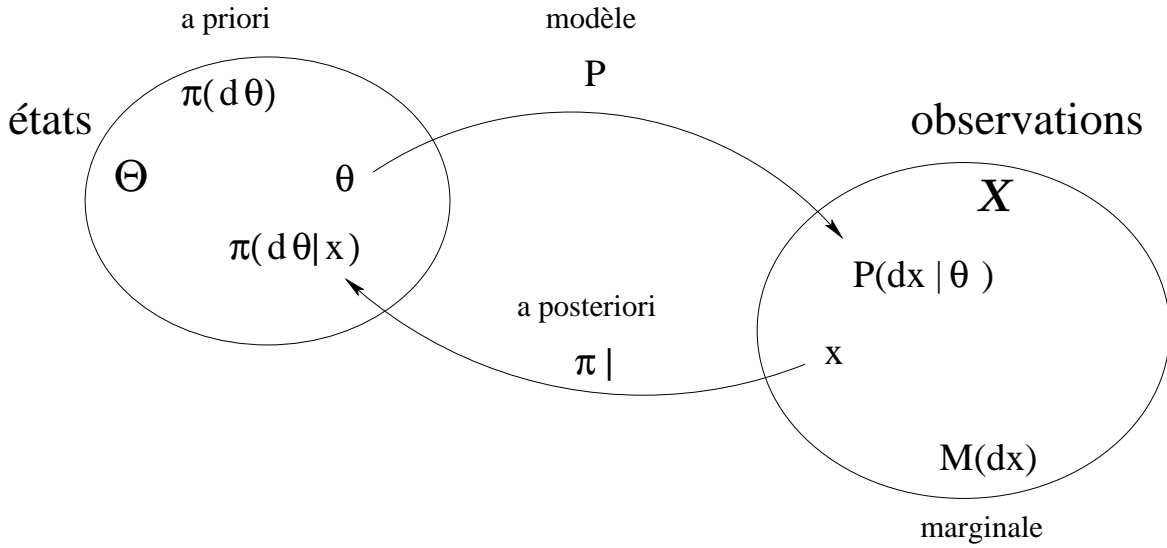 a priori
modèle
π(dθ)
P
états
observations
Θ
θ
X
π(dθ|x)
P(dx | θ )
a posteriori
π |
x
M(dx)
marginale